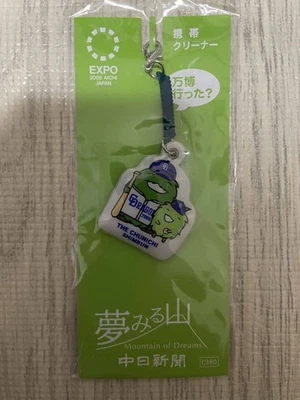 EXPO
2005 AICHI
JAPAN
携帯
クリーナー
万博
行った?
THE CHUNICHI
SHIMBUN
夢みる山
Mountain of Dreams
中日新聞